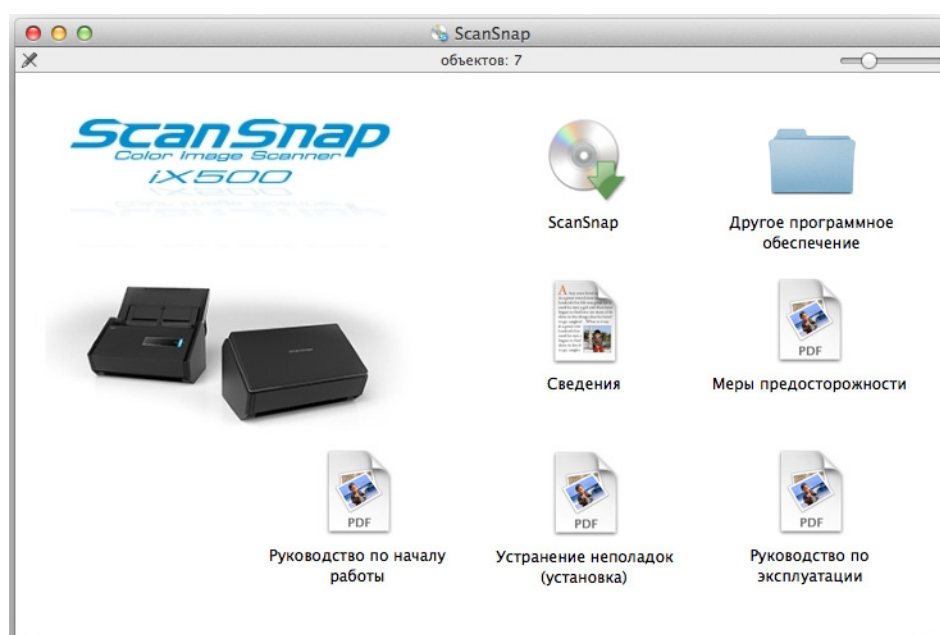 ScanSnap
объектов: 7
ScanSnap
Color Image Scanner
iX500
ScanSnap
Другое программное
обеспечение
Сведения
PDF
Меры предосторожности
PDF
Руководство по началу
работы
PDF
Устранение неполадок
(установка)
PDF
Руководство по
эксплуатации